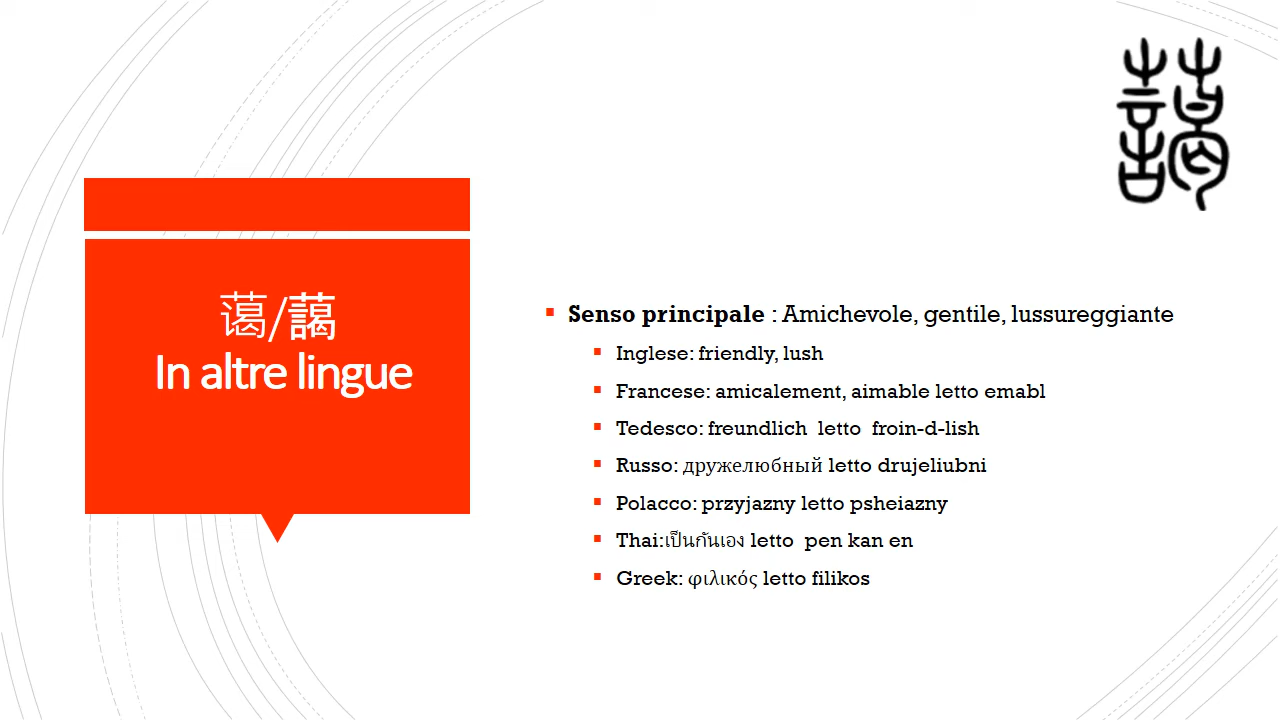 藹
蔼/藹
In altre lingue
Senso principale : Amichevole, gentile, lussureggiante
Inglese: friendly, lush
Francese: amicalement, aimable letto emabl
Tedesco: freundlich letto froin-d-lish
Russo: дружелюбный letto drujeliubni
Polacco: przyjazny letto psheiazny
Thai:เป็นกันเอง letto pen kan en
Greek: φιλικός letto filikos